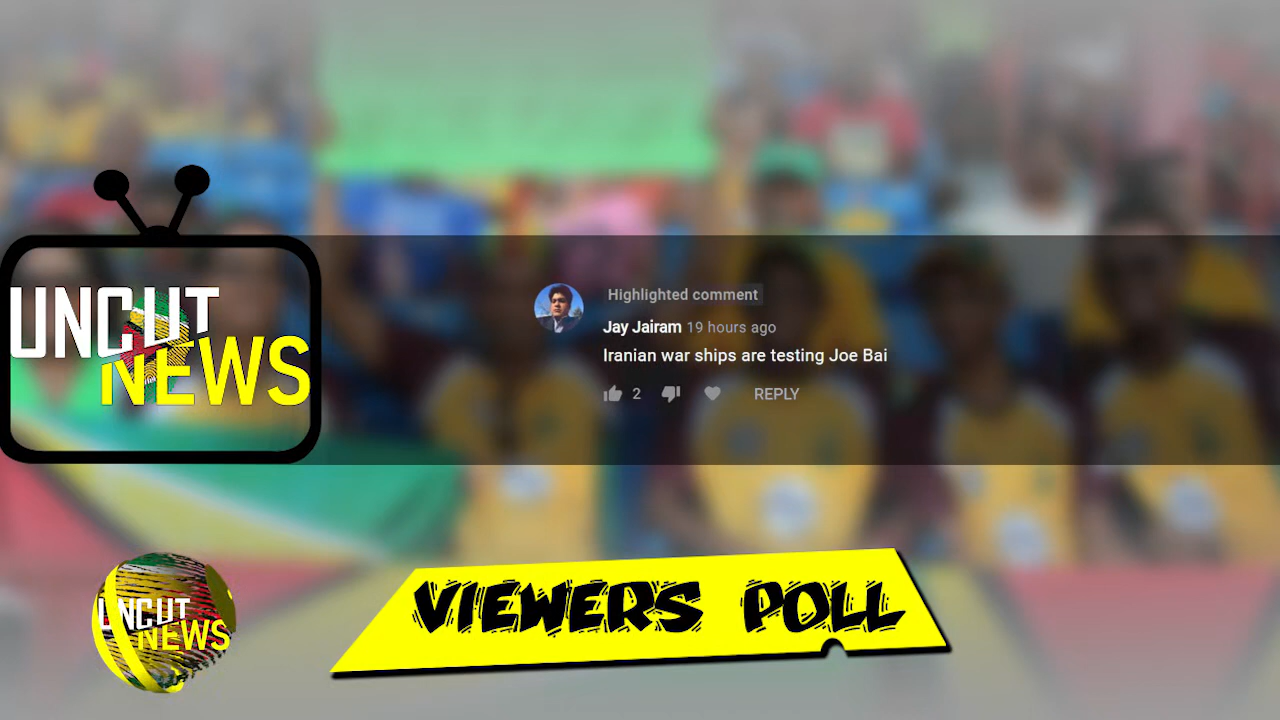 UNCUT
NEWS
Highlighted comment
Jay Jairam 19 hours ago
Iranian war ships are testing Joe Bai
2
REPLY
UNCUT
NEWS
VIEWERS POLL